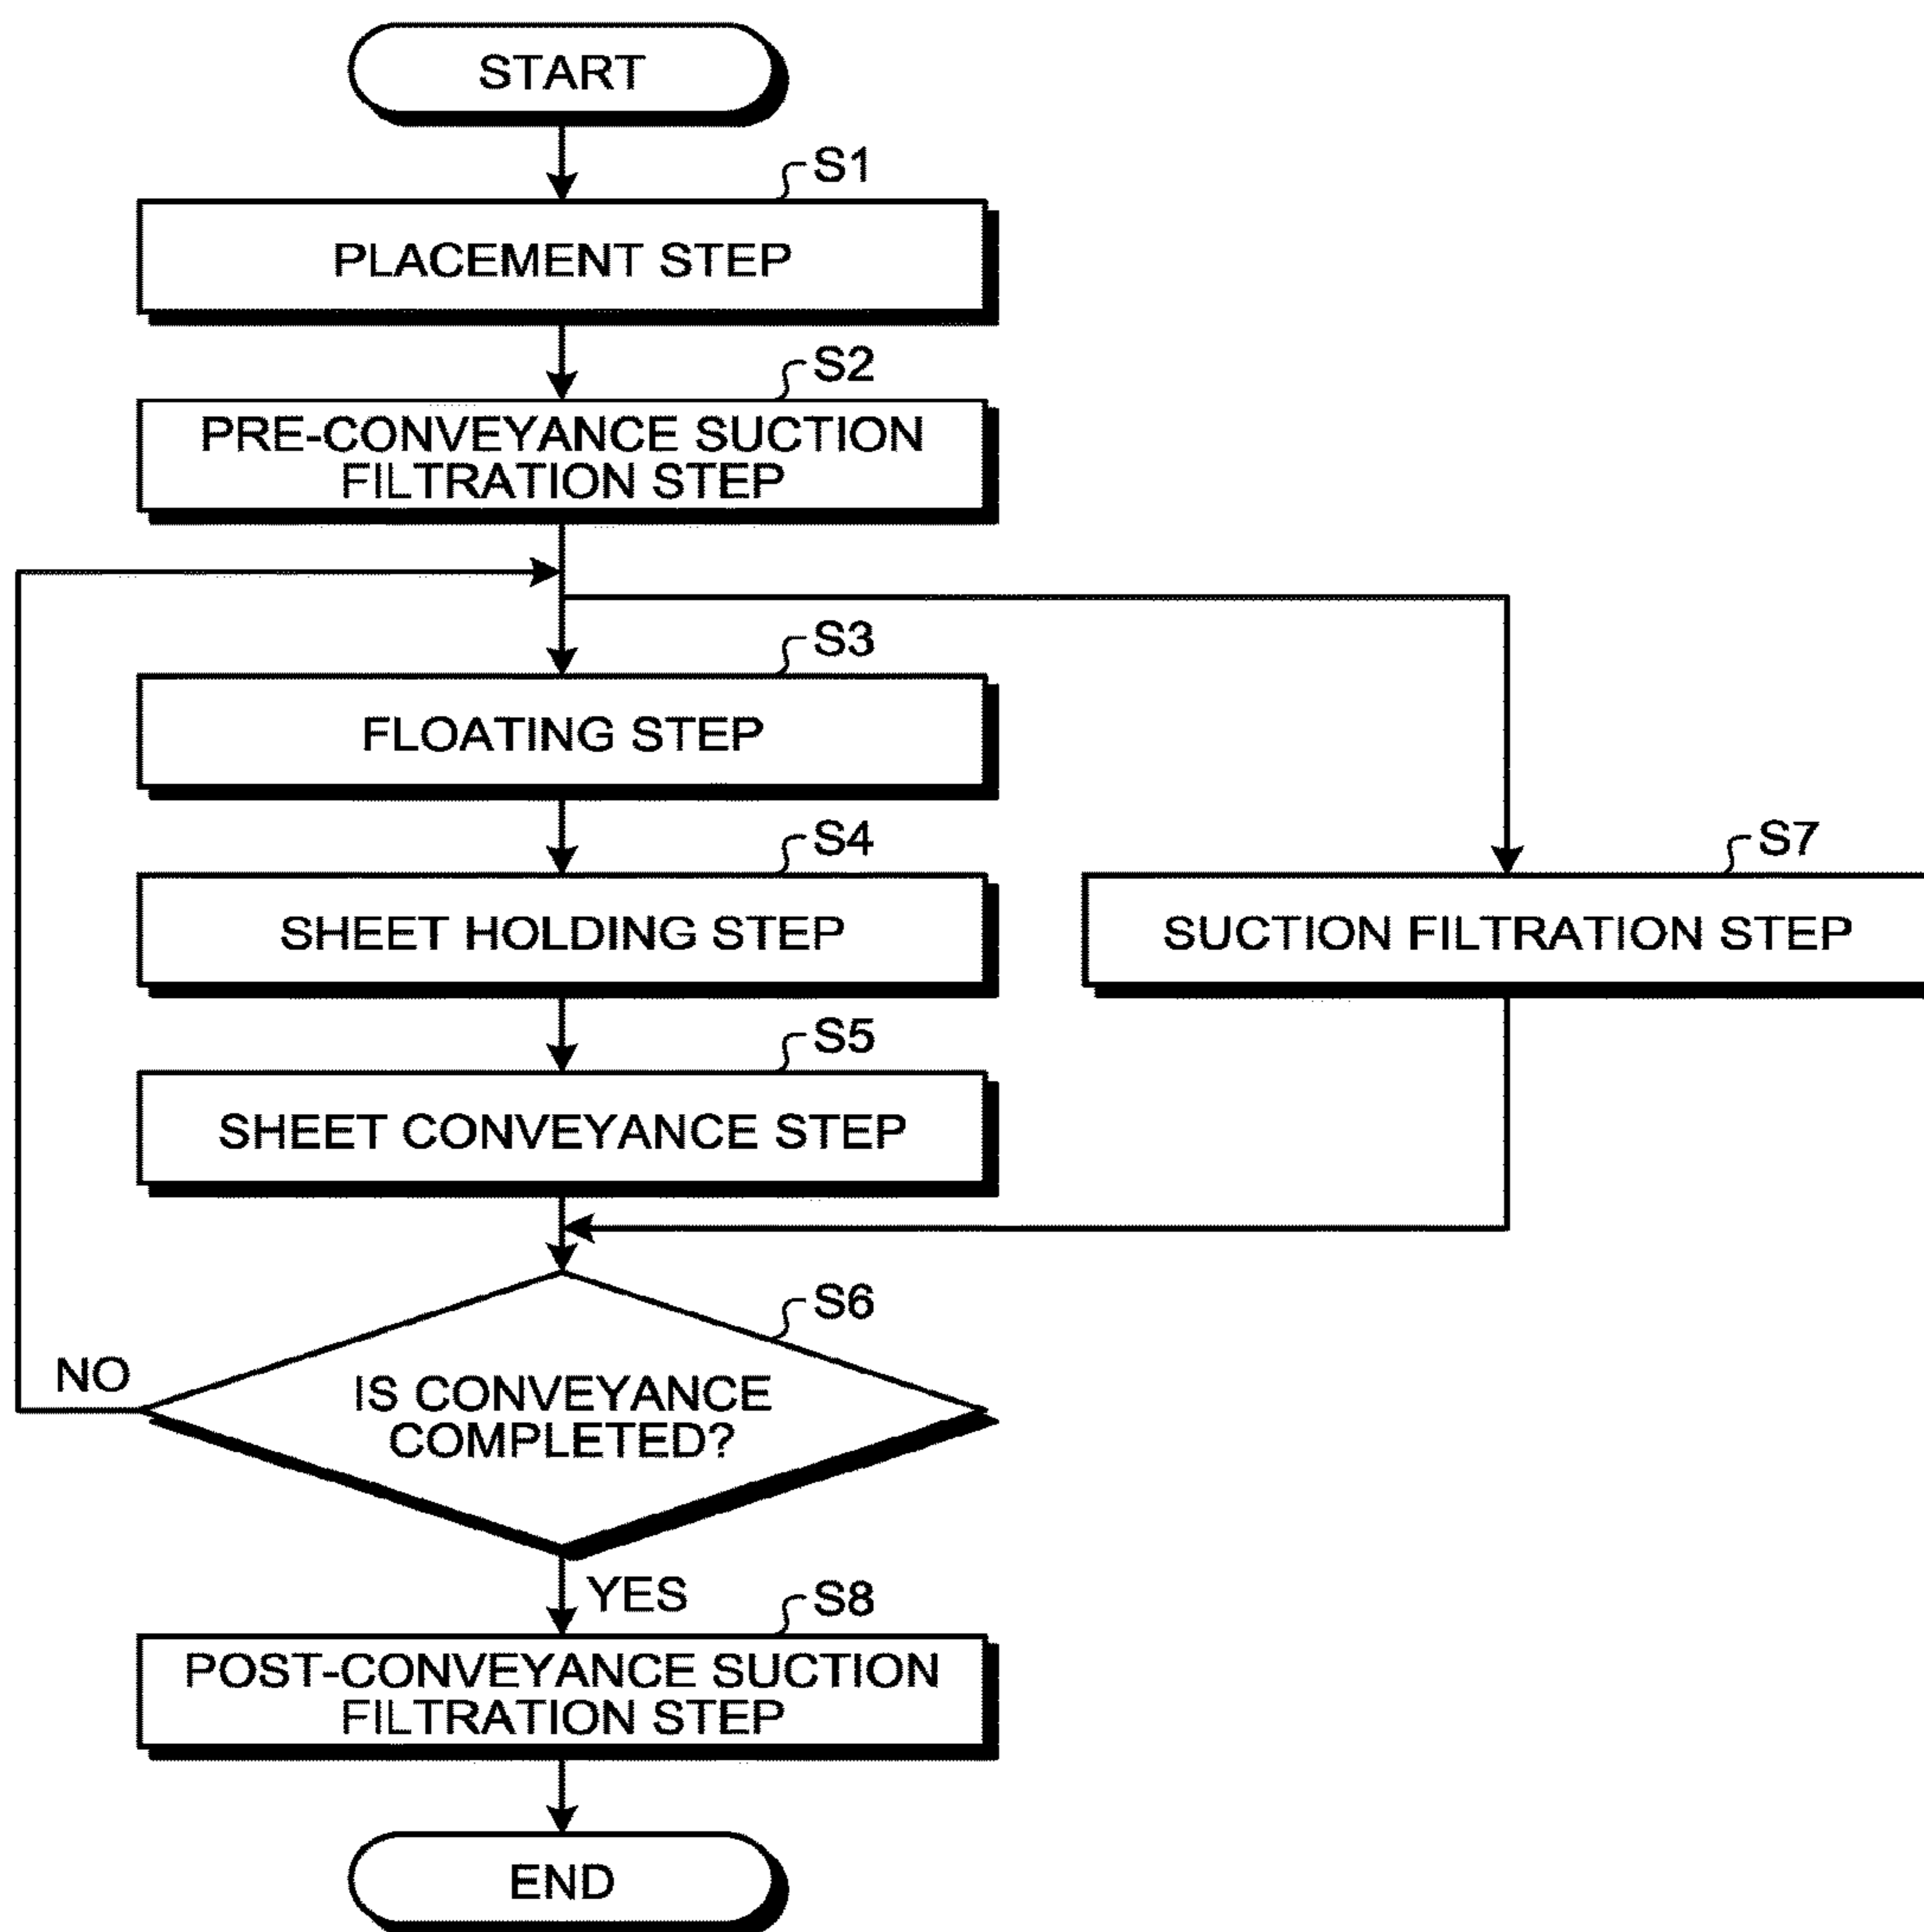 START
S1
PLACEMENT STEP
S2
PRE-CONVEYANCE SUCTION
FILTRATION STEP
S3
FLOATING STEP
S4
SHEET HOLDING STEP
S7
SUCTION FILTRATION STEP
S5
SHEET CONVEYANCE STEP
S6
NO
IS CONVEYANCE
COMPLETED?
YES
S8
POST-CONVEYANCE SUCTION
FILTRATION STEP
END